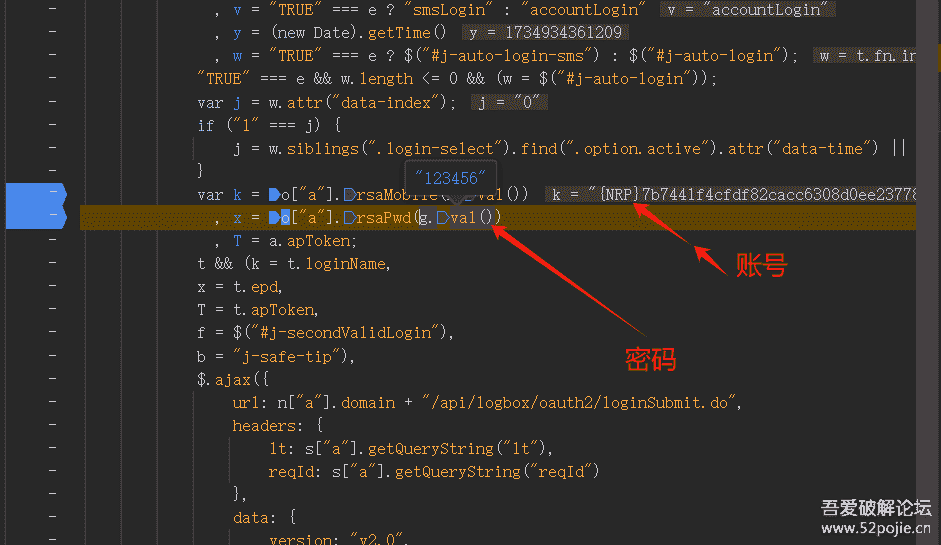 , v = "TRUE" === e ? "smsLogin" : "accountLogin"  v = "accountLogin"
, y = (new Date).getTime()  y = 1734934361209
, w = "TRUE" === e ? $("#j-auto-login-sms") : $("#j-auto-login");  w = t.fn.in
"TRUE" === e && w.length <= 0 && (w = $("#j-auto-login"));
var j = w.attr("data-index");  j = "0"
if ("1" === j) {
j = w.siblings(".login-select").find(".option.active").attr("data-time") ||
}
"123456"
var k = o["a"].rsaMobile( val())  k = "{NRP}7b7441f4cfdf82cacc6308d0ee23778
, x = o["a"].rsaPwd(g.val())
, T = a.apToken;
账号
t && (k = t.loginName,
x = t.epd,
T = t.apToken,
f = $("#j-secondValidLogin"),
b = "j-safe-tip"),
密码
$.ajax({
url: n["a"].domain + "/api/logbox/oauth2/loginSubmit.do",
headers: {
lt: s["a"].getQueryString("lt"),
reqId: s["a"].getQueryString("reqId")
},
data: {
version: "v2.0",
吾爱破解论坛
www.52pojie.cn